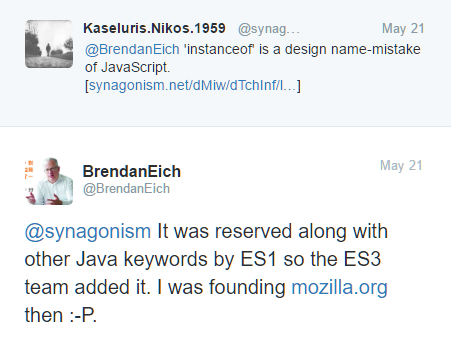 Kaseluris.Nikos.1959 @synag... May 21
@BrendanEich 'instanceof' is a design name-mistake
of JavaScript.
[synagonism.net/dMiw/dTchInf/l…]
BrendanEich May 21
@BrendanEich
@synagonism It was reserved along with
other Java keywords by ES1 so the ES3
team added it. I was founding mozilla.org
then :-P.